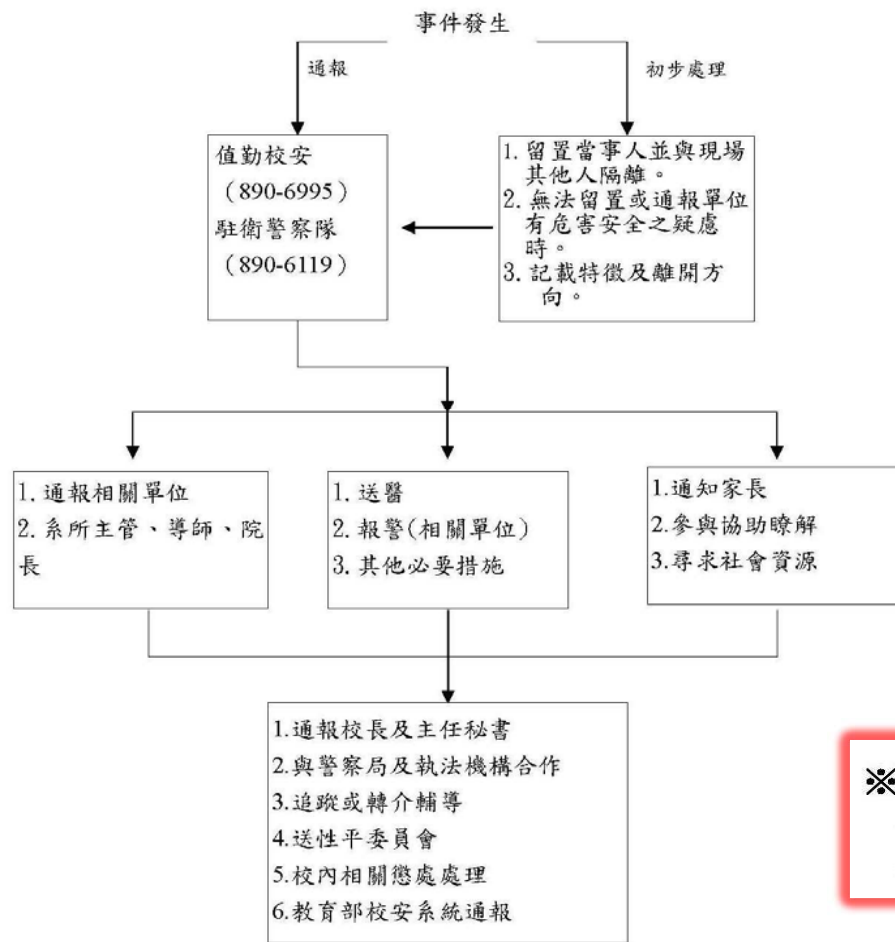 事件發生
通報
初步處理
值勤校安
（890-6995）
駐衛警察隊
（890-6119）
1. 留置當事人並與現場
其他人隔離。
2. 無法留置或通報單位
有危害安全之疑慮
時。
3. 記載特徵及離開方
向。
1. 通報相關單位
2. 系所主管、導師、院
長
1. 送醫
2. 報警(相關單位)
3. 其他必要措施
1.通知家長
2.參與協助瞭解
3.尋求社會資源
1.通報校長及主任秘書
2.與警察局及執法機構合作
3.追蹤或轉介輔導
4.送性平委員會
5.校內相關懲處處理
6.教育部校安系統通報
※